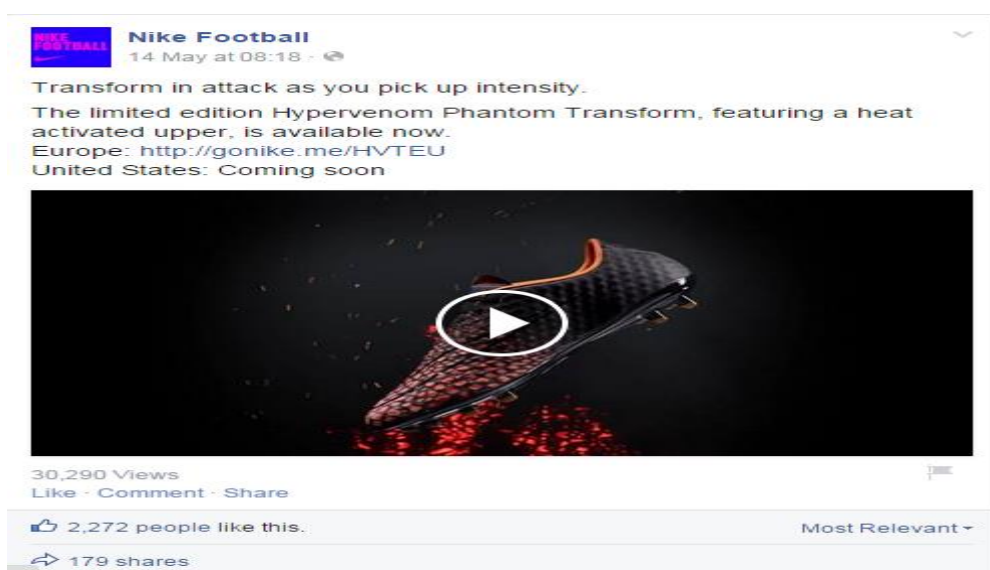 NIKE
FOOTBALL
Nike Football
14 May at 08:18 ·
Transform in attack as you pick up intensity.
The limited edition Hypervenom Phantom Transform, featuring a heat
activated upper, is available now.
Europe: http://gonike.me/HVTEU
United States: Coming soon
30,290 Views
Like · Comment · Share
2,272 people like this.
Most Relevant
179 shares